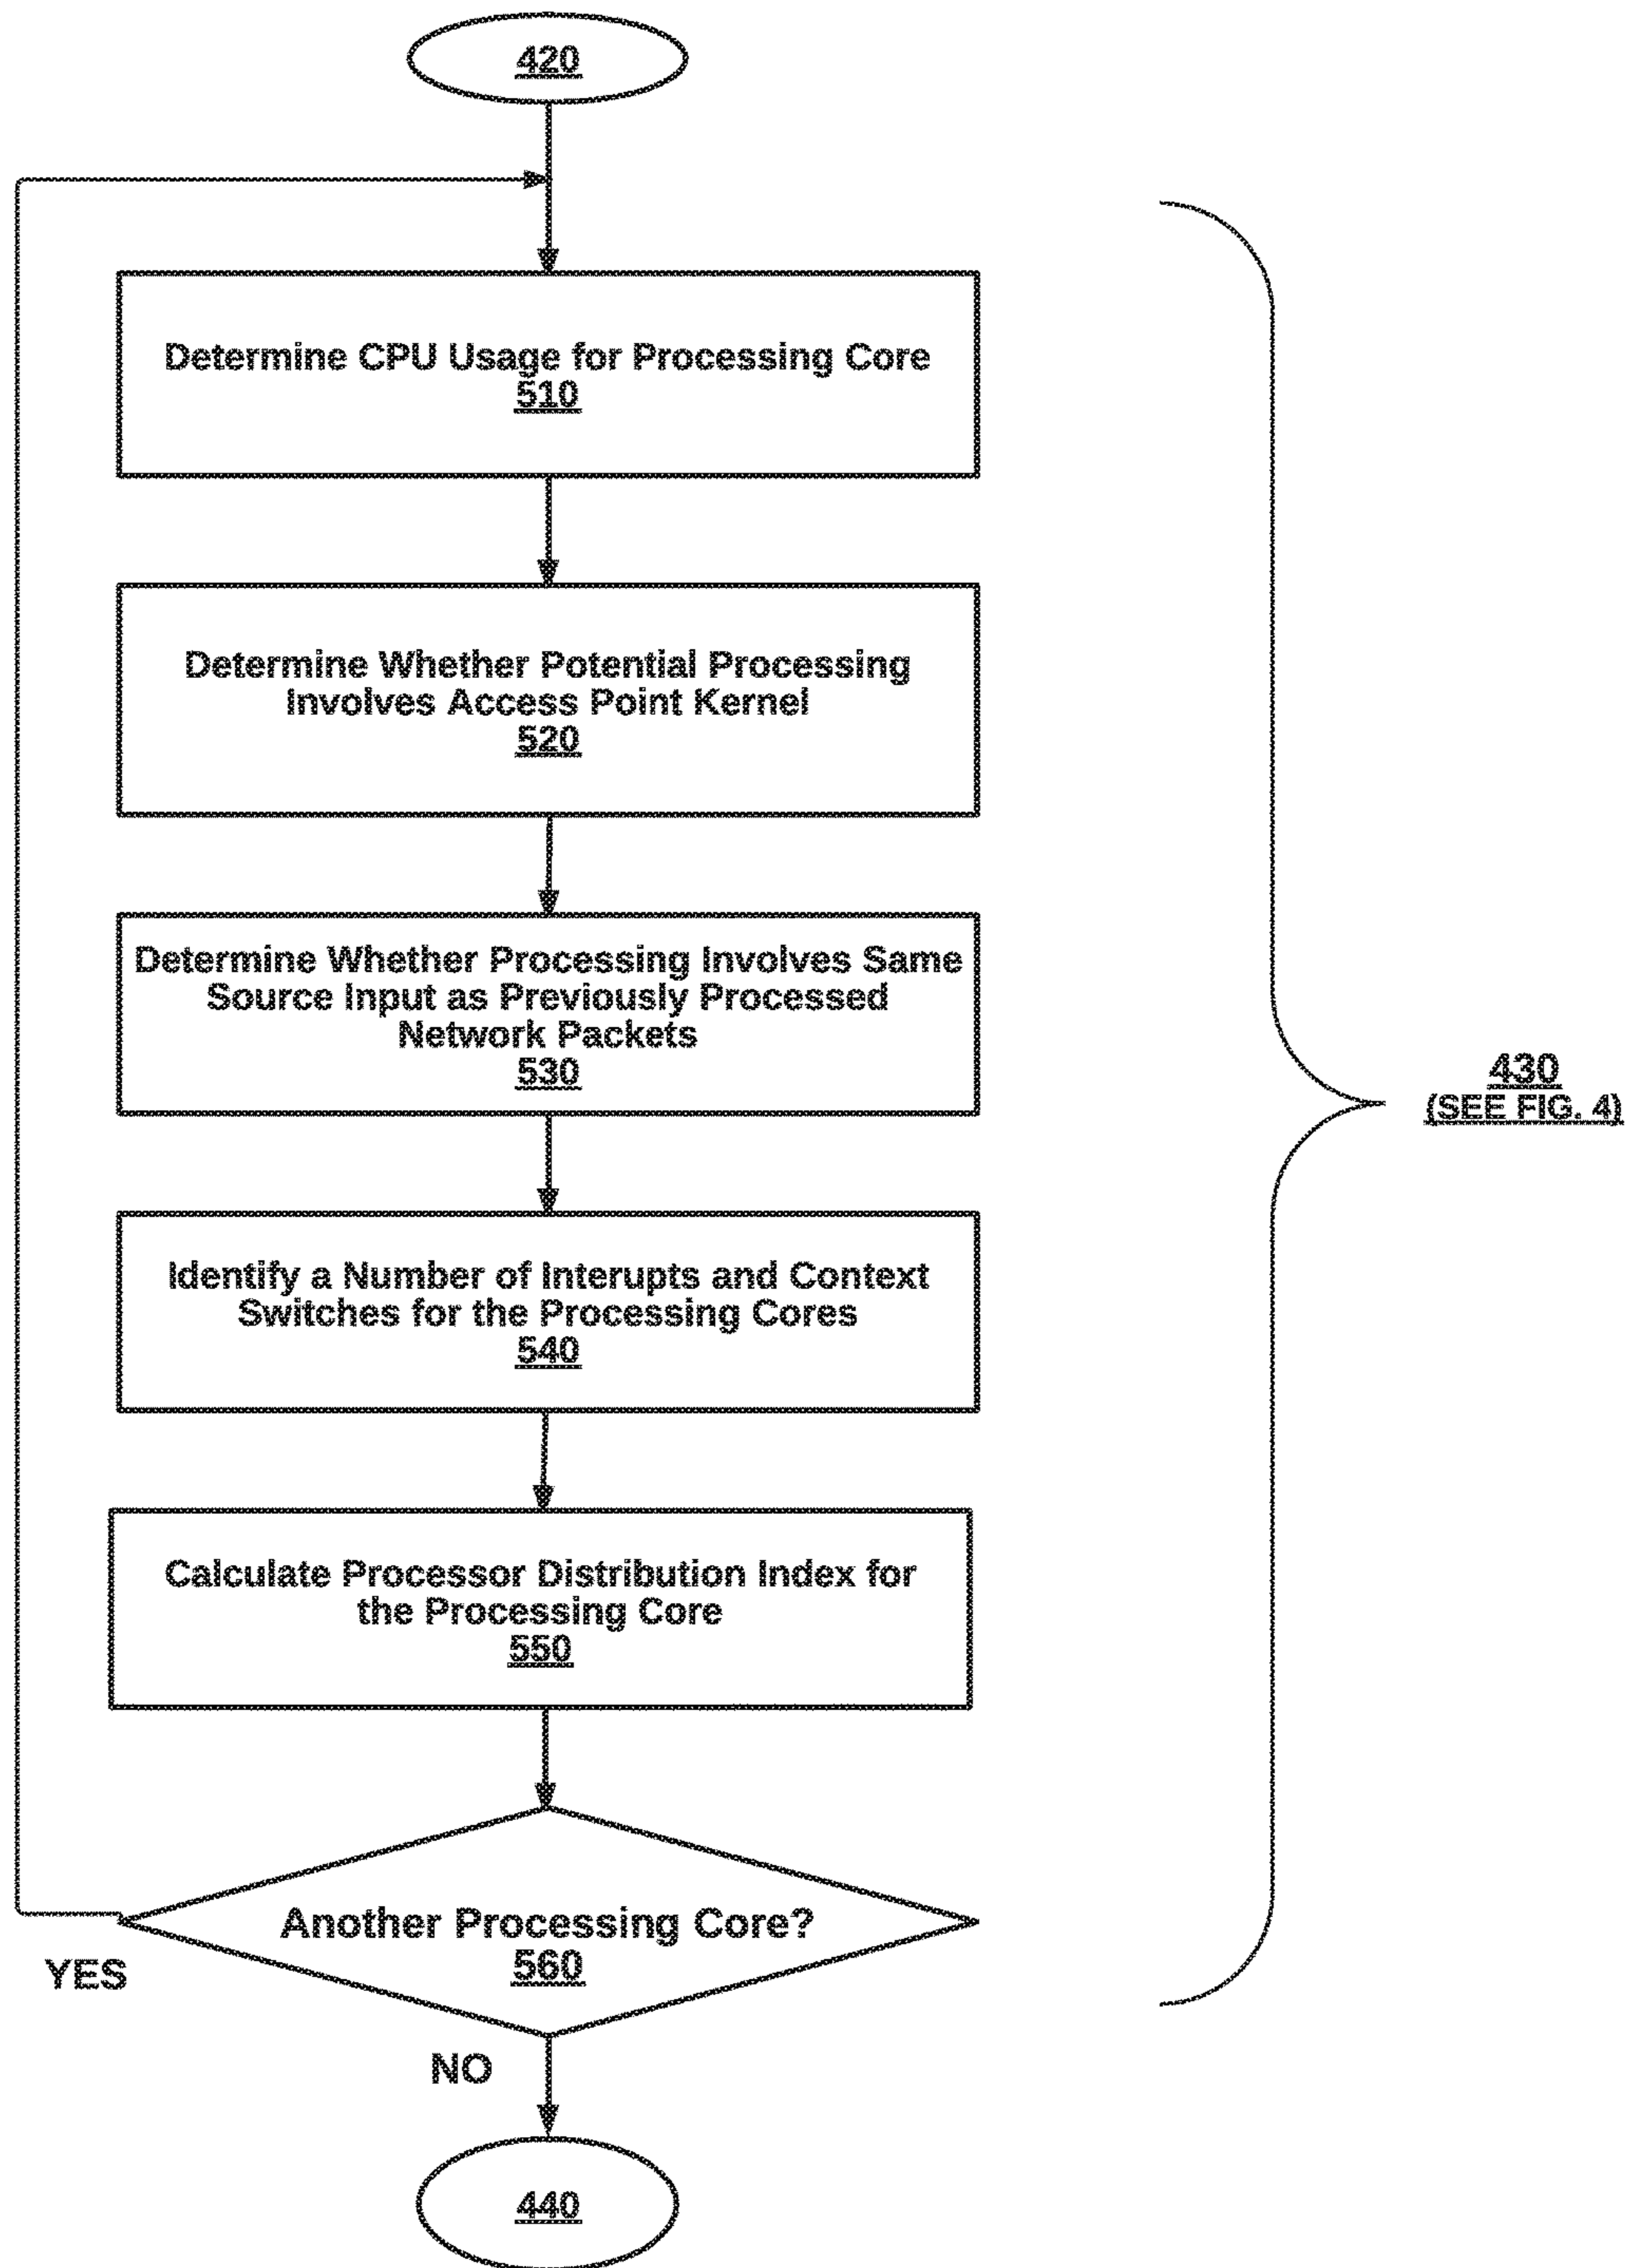 420
Determine CPU Usage for Processing Core
510
Determine Whether Potential Processing
Involves Access Point Kernel
520
Determine Whether Processing Involves Same
Source Input as Previously Processed
Network Packets
530
430
(SEE FIG. 4)
Identify a Number of Interupts and Context
Switches for the Processing Cores
540
Calculate Processor Distribution Index for
the Processing Core
550
Another Processing Core?
560
YES
NO
440